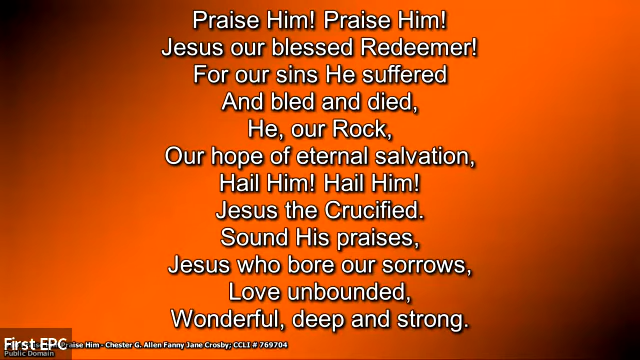 Praise Him! Praise Him!
Jesus our blessed Redeemer!
For our sins He suffered
And bled and died,
He, our Rock,
Our hope of eternal salvation,
Hail Him! Hail Him!
Jesus the Crucified.
Sound His praises,
Jesus who bore our sorrows,
Love unbounded,
Wonderful, deep and strong.
First EPC
Praise Him - Chester G. Allen Fanny Jane Crosby; CCLI # 769704
Public Domain